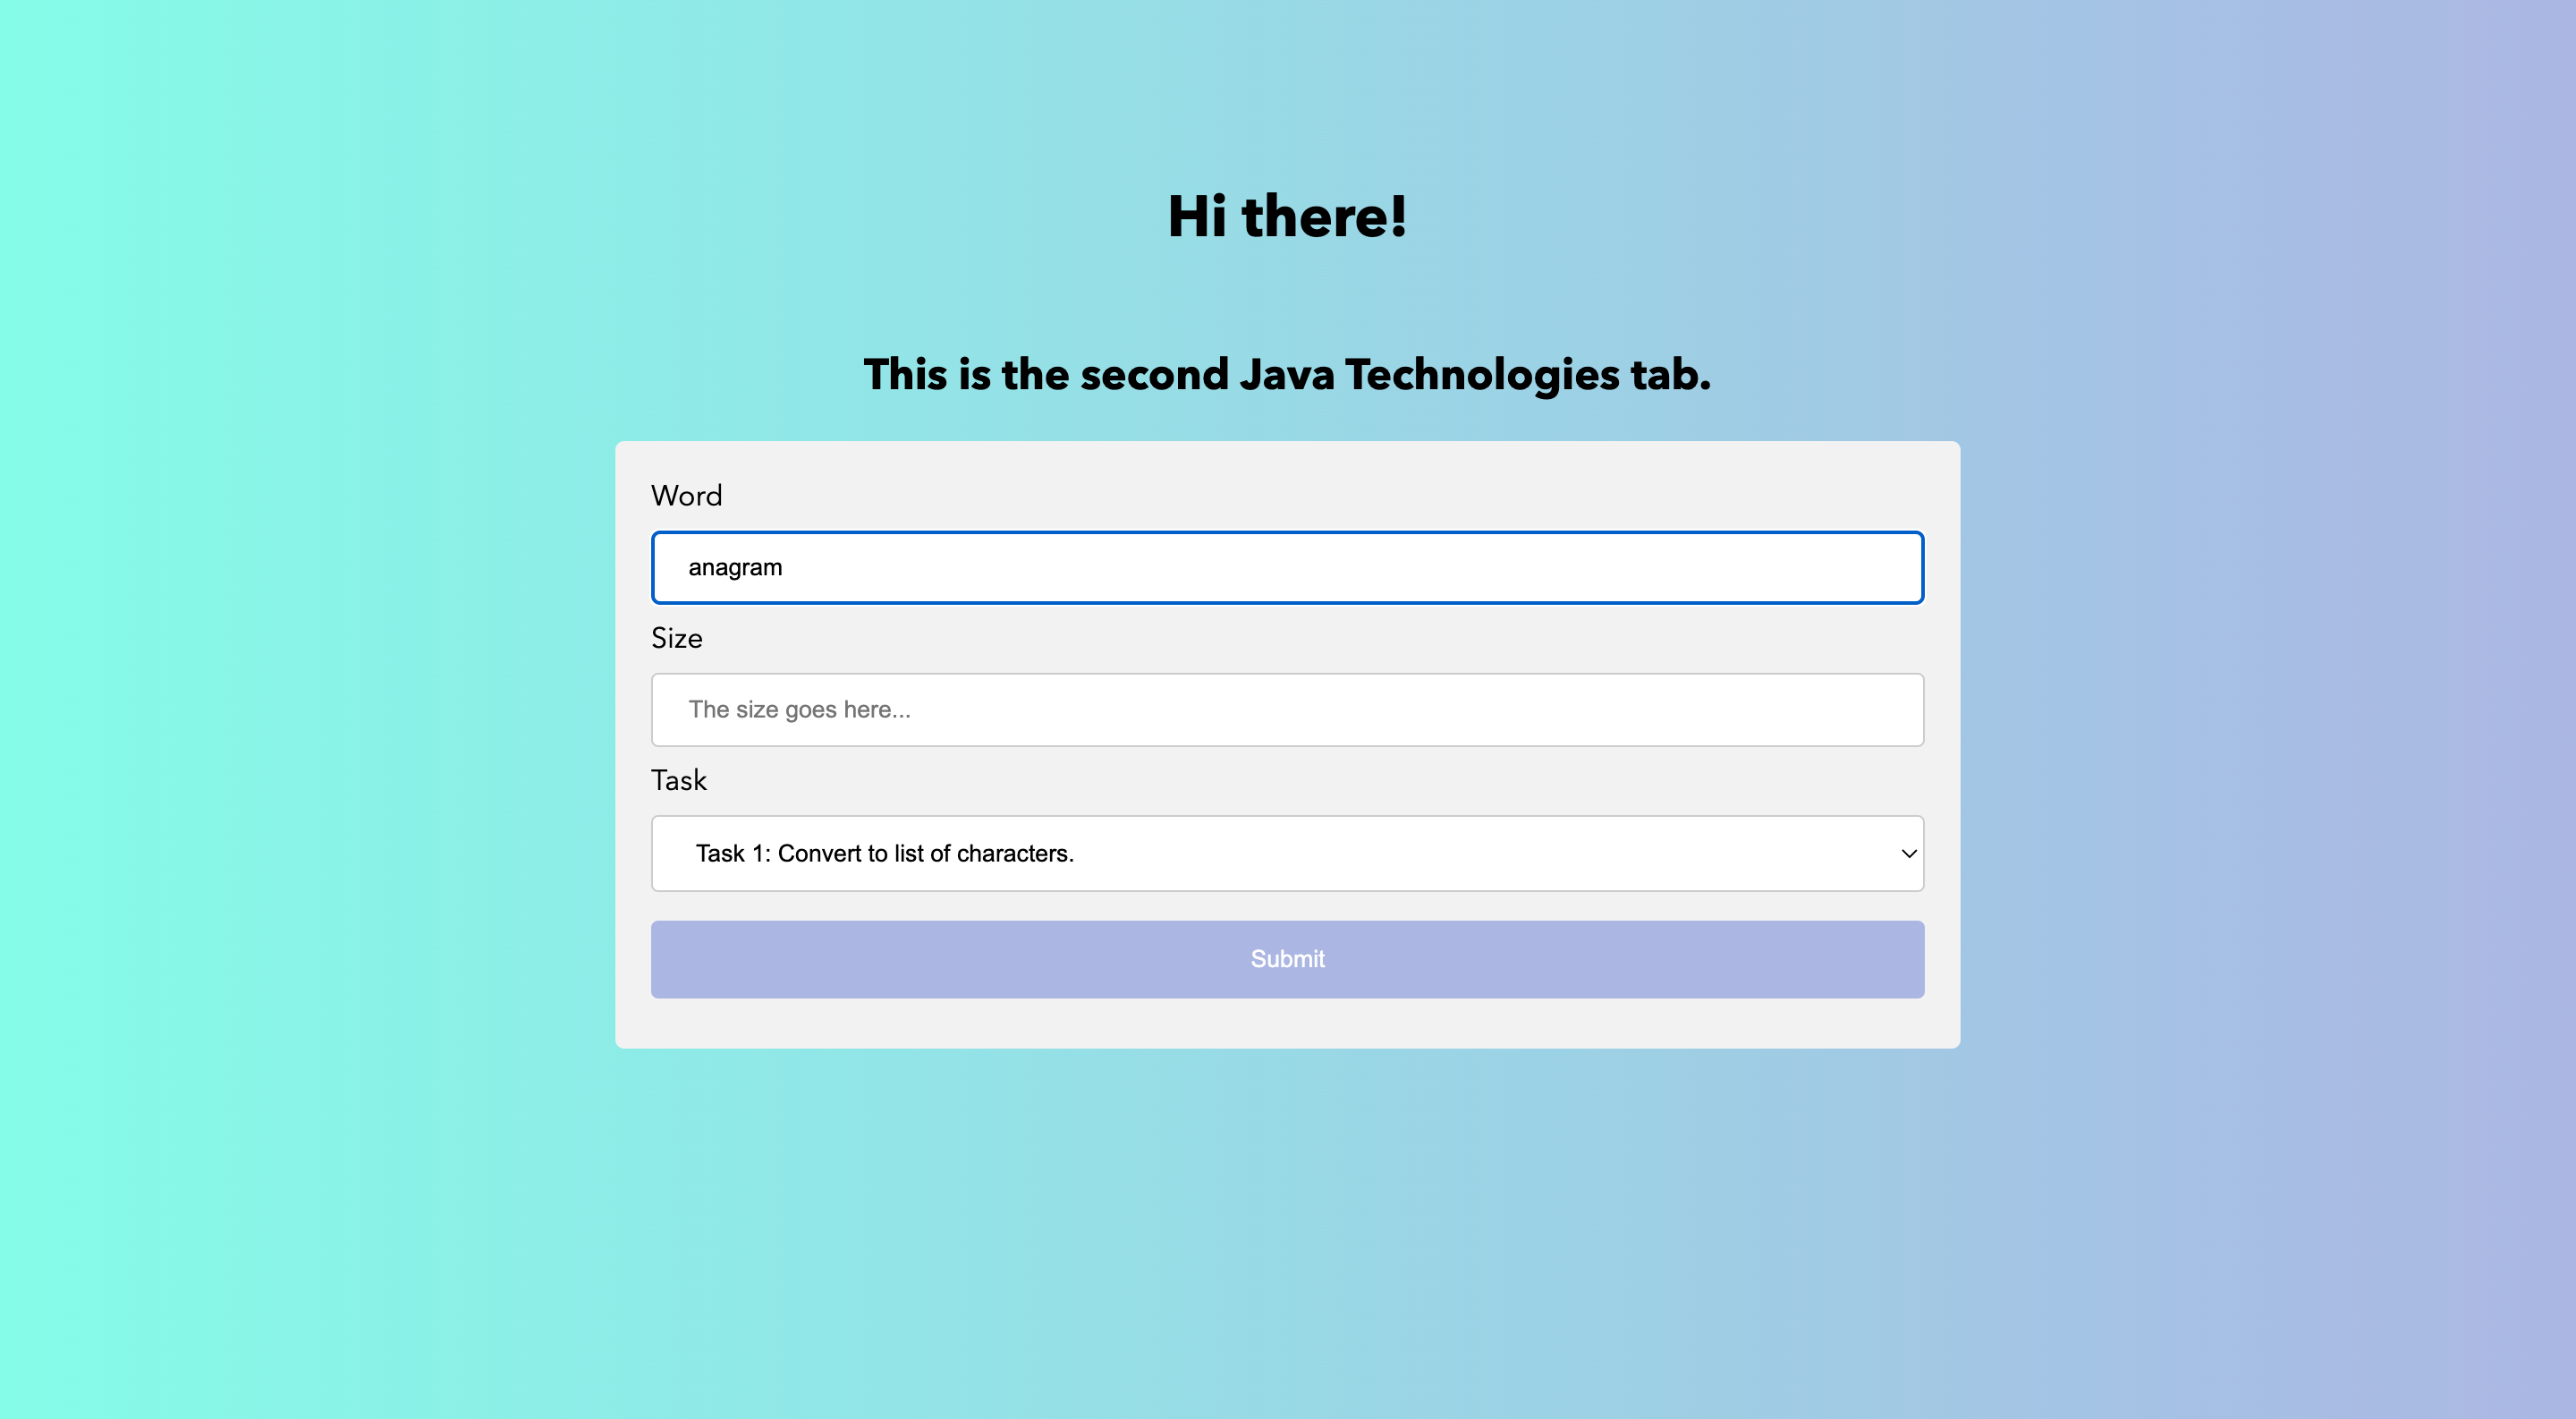 Hi there!
This is the second Java Technologies tab.
Word
anagram
Size
The size goes here...
Task
Task 1: Convert to list of characters.
Submit